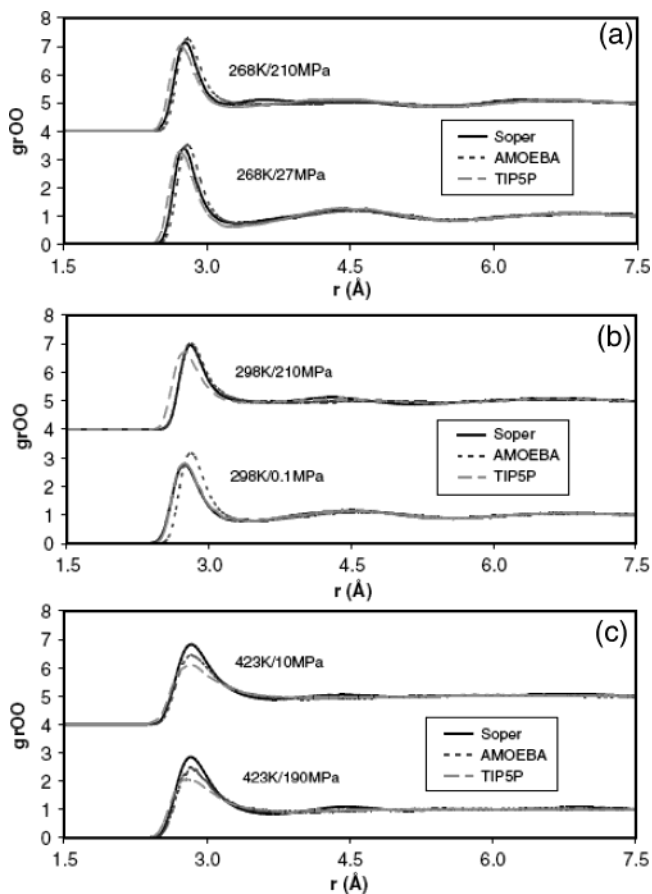 (a)
8
7
6
5
4
3
2
1
0
grOO
268K/210MPa
268K/27MPa
Soper
AMOEBA
TIP5P
1.5 3.0 4.5 6.0 7.5
r (Å)
(b)
8
7
6
5
4
3
2
1
0
grOO
298K/210MPa
298K/0.1MPa
Soper
AMOEBA
TIP5P
1.5 3.0 4.5 6.0 7.5
r (Å)
(c)
8
7
6
5
4
3
2
1
0
grOO
423K/10MPa
423K/190MPa
Soper
AMOEBA
TIP5P
1.5 3.0 4.5 6.0 7.5
r (Å)